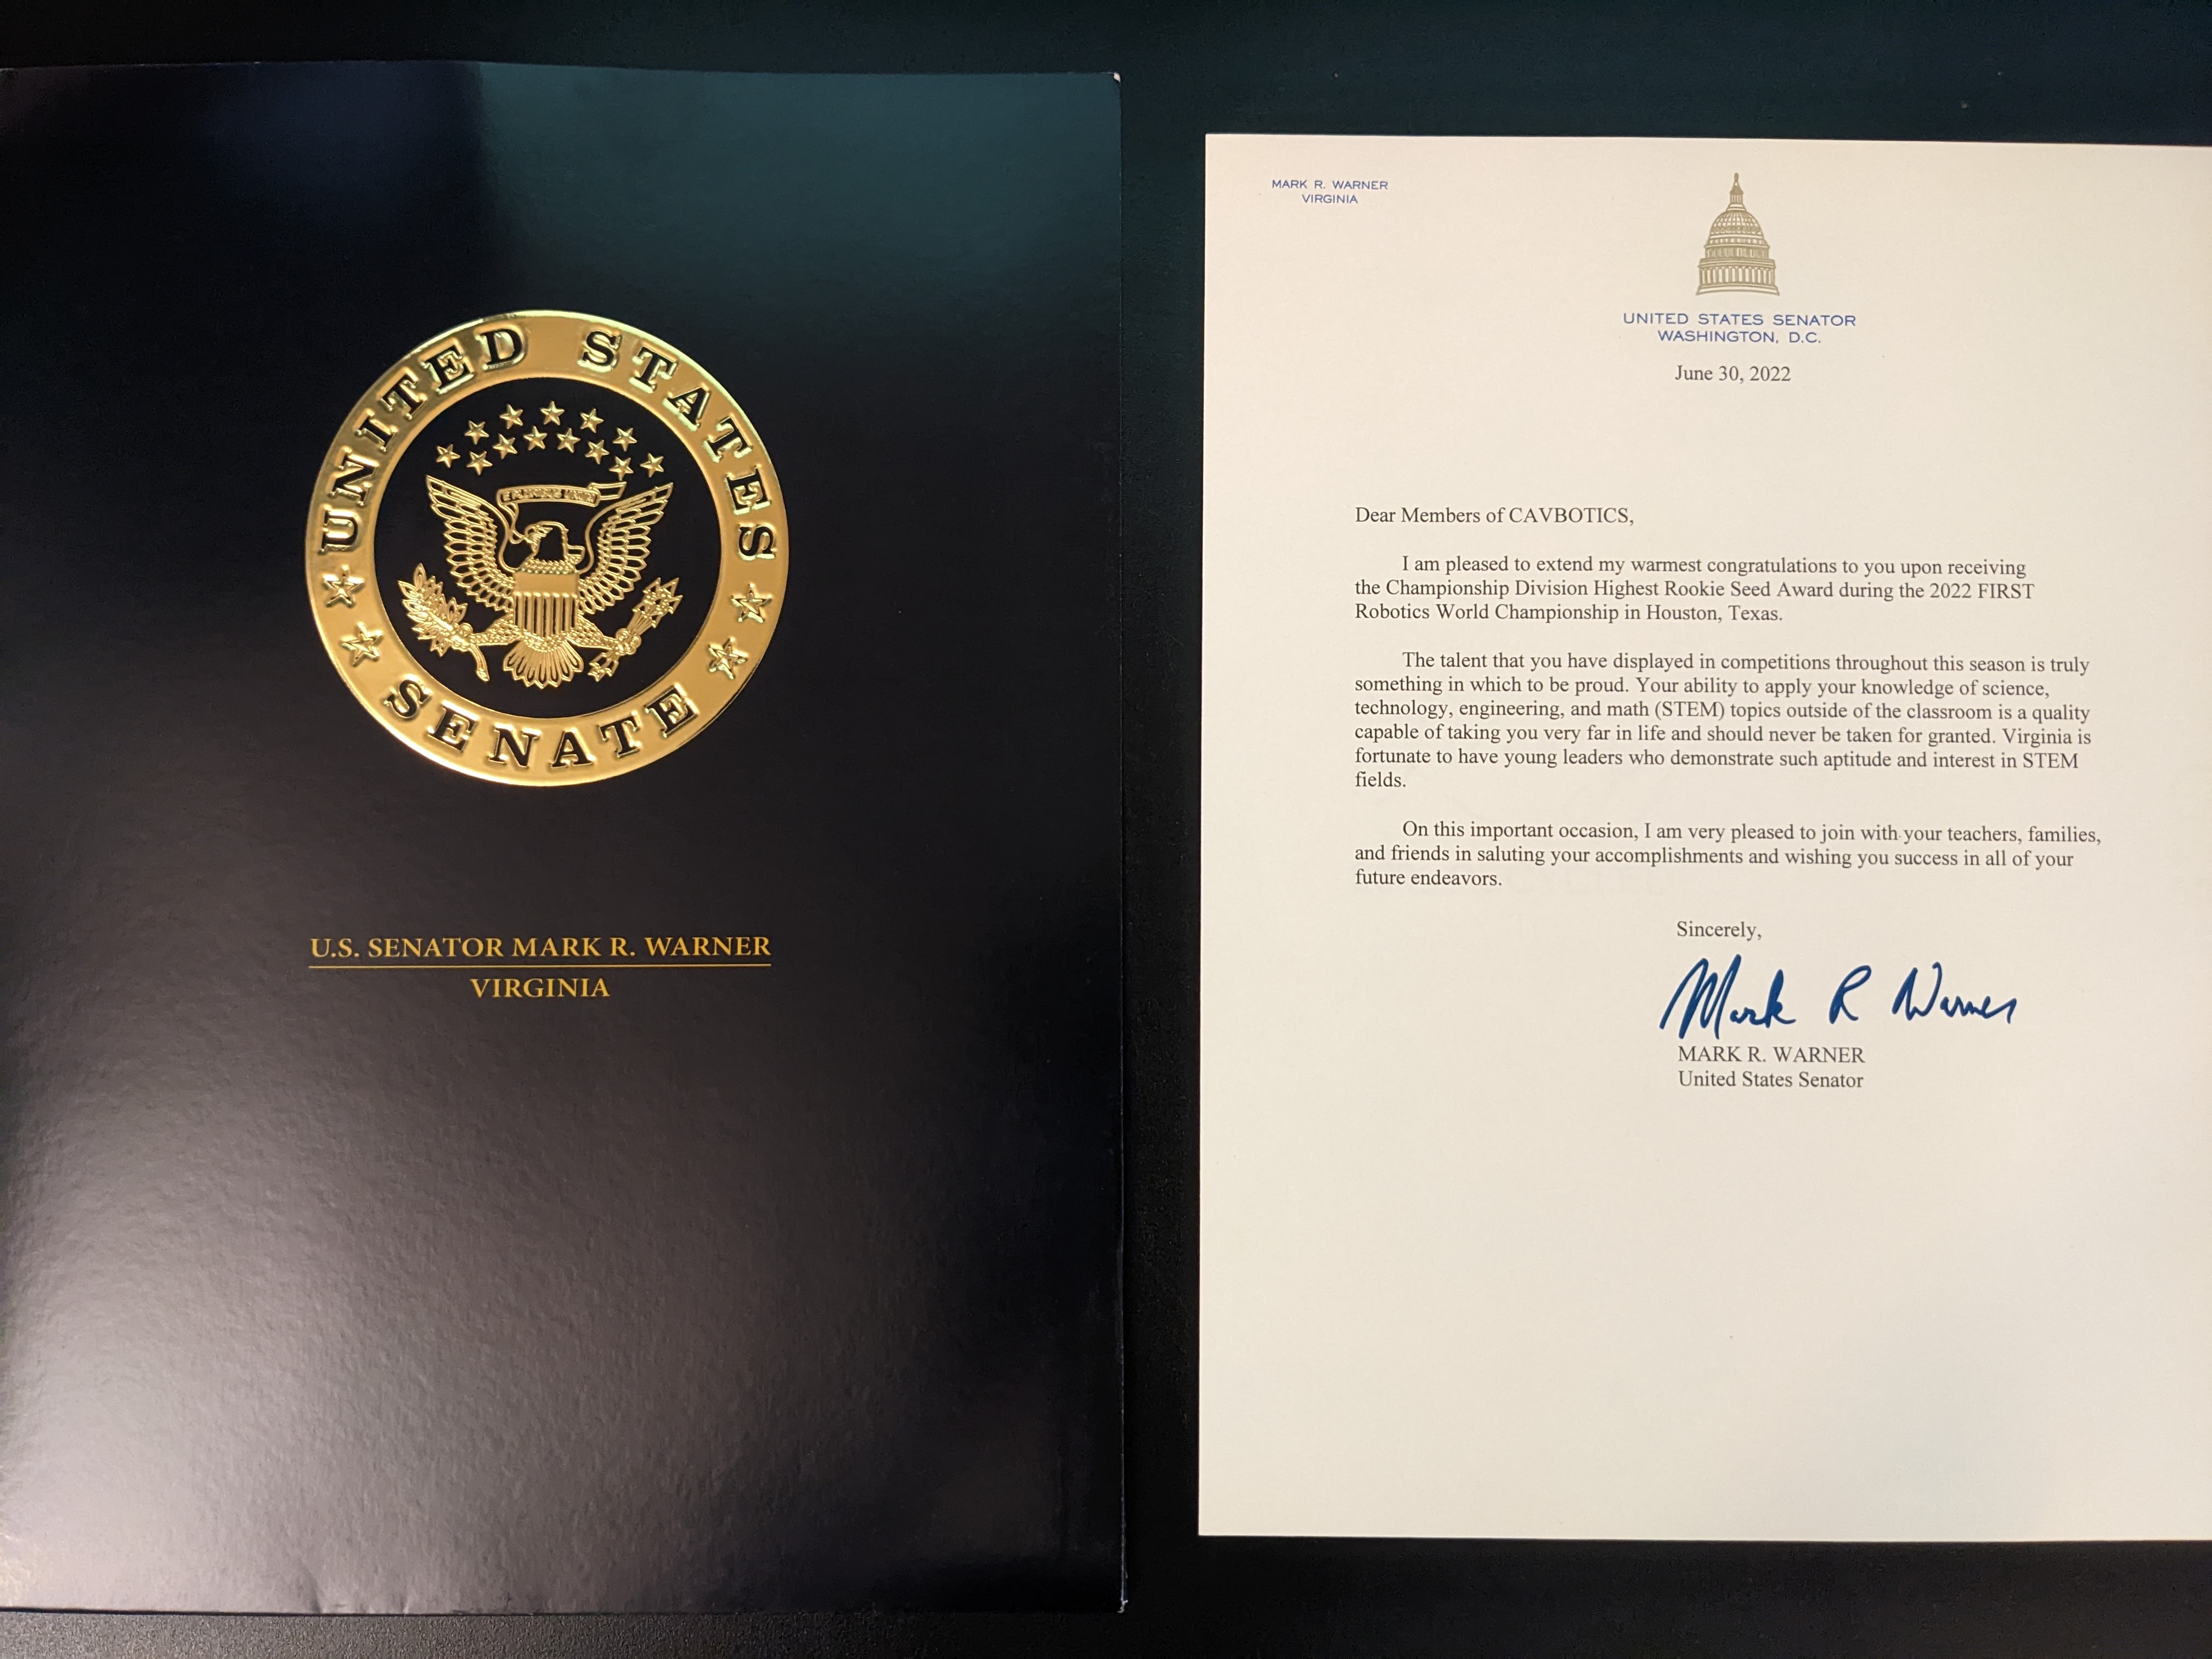 UNITED STATES
SENATE
U.S. SENATOR MARK R. WARNER
VIRGINIA
MARK R. WARNER
VIRGINIA
UNITED STATES SENATOR
WASHINGTON, D.C.
June 30, 2022
Dear Members of CAVBOTICS,
I am pleased to extend my warmest congratulations to you upon receiving
the Championship Division Highest Rookie Seed Award during the 2022 FIRST
Robotics World Championship in Houston, Texas.
The talent that you have displayed in competitions throughout this season is truly
something in which to be proud. Your ability to apply your knowledge of science,
technology, engineering, and math (STEM) topics outside of the classroom is a quality
capable of taking you very far in life and should never be taken for granted. Virginia is
fortunate to have young leaders who demonstrate such aptitude and interest in STEM
fields.
On this important occasion, I am very pleased to join with your teachers, families,
and friends in saluting your accomplishments and wishing you success in all of your
future endeavors.
Sincerely,
Mark R Warner
MARK R. WARNER
United States Senator